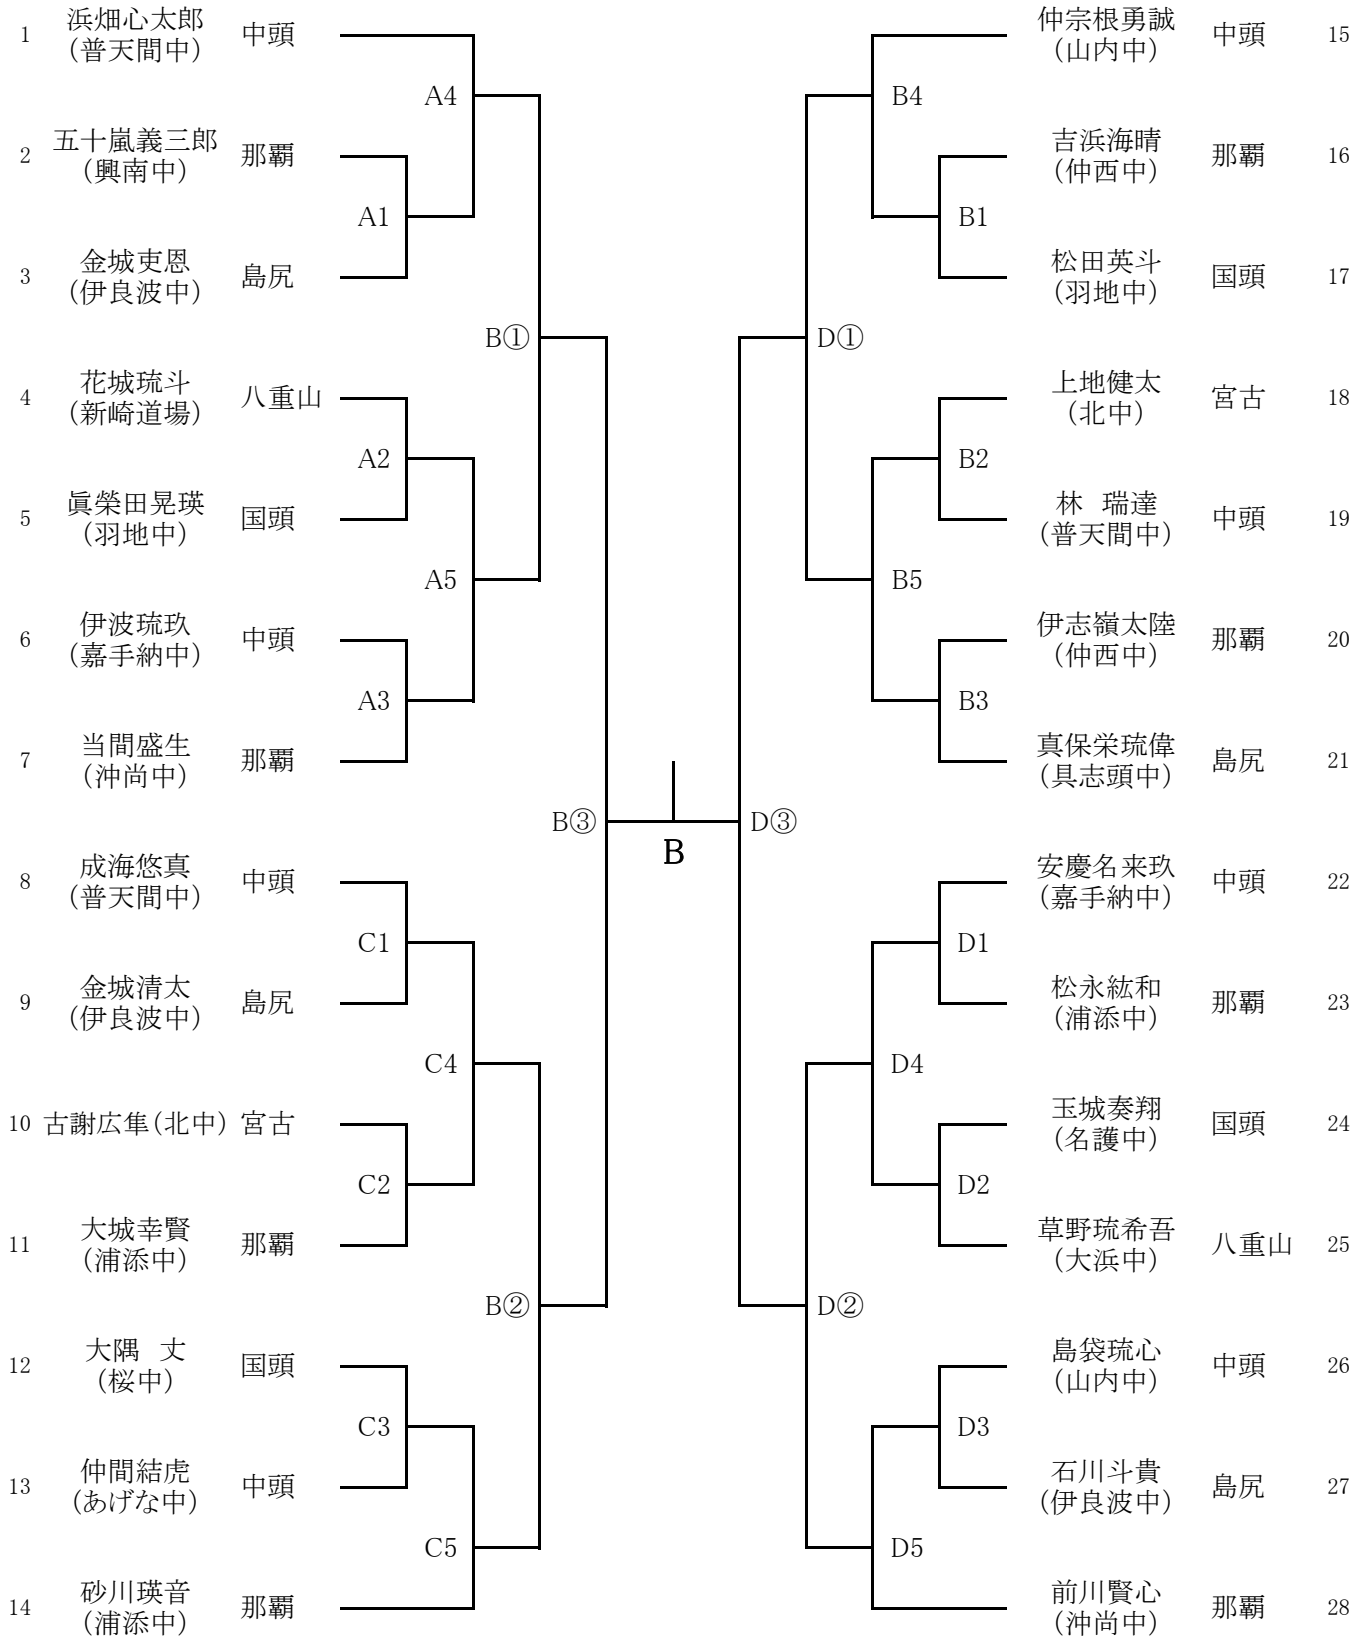 1 浜畑心太郎 中頭
(普天間中)
A4
2 五十嵐義三郎 那覇
(興南中)
A1
3 金城吏恩 島尻
(伊良波中)
B①
4 花城琉斗 八重山
(新崎道場)
A2
5 眞榮田晃瑛 国頭
(羽地中)
A5
6 伊波琉玖 中頭
(嘉手納中)
A3
7 当間盛生 那覇
(沖尚中)
B③
8 成海悠真 中頭
(普天間中)
C1
9 金城清太 島尻
(伊良波中)
C4
10 古謝広隼(北中) 宮古
C2
11 大城幸賢 那覇
(浦添中)
B②
12 大隅 丈 国頭
(桜中)
C3
13 仲間結虎 中頭
(あげな中)
C5
14 砂川瑛音 那覇
(浦添中)
B
仲宗根勇誠 中頭 15
(山内中)
B4
吉浜海晴 那覇 16
(仲西中)
B1
松田英斗 国頭 17
(羽地中)
D①
上地健太 宮古 18
(北中)
B2
林 瑞達 中頭 19
(普天間中)
B5
伊志嶺太陸 那覇 20
(仲西中)
B3
真保栄琉偉 島尻 21
(具志頭中)
D③
安慶名来玖 中頭 22
(嘉手納中)
D1
松永紘和 那覇 23
(浦添中)
D4
玉城奏翔 国頭 24
(名護中)
D2
草野琉希吾 八重山 25
(大浜中)
D②
島袋琉心 中頭 26
(山内中)
D3
石川斗貴 島尻 27
(伊良波中)
D5
前川賢心 那覇 28
(沖尚中)